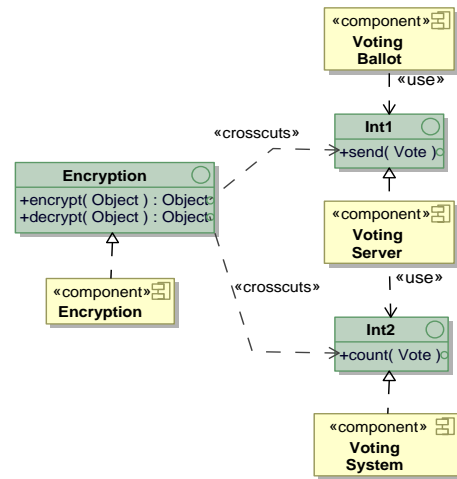 «component»
Voting
Ballot
«use»
Int1
+send( Vote )
«crosscuts»
Encryption
+encrypt( Object ) : Object
+decrypt( Object ) : Object
«component»
Voting
Server
«use»
«component»
Encryption
«crosscuts»
Int2
+count( Vote )
«component»
Voting
System